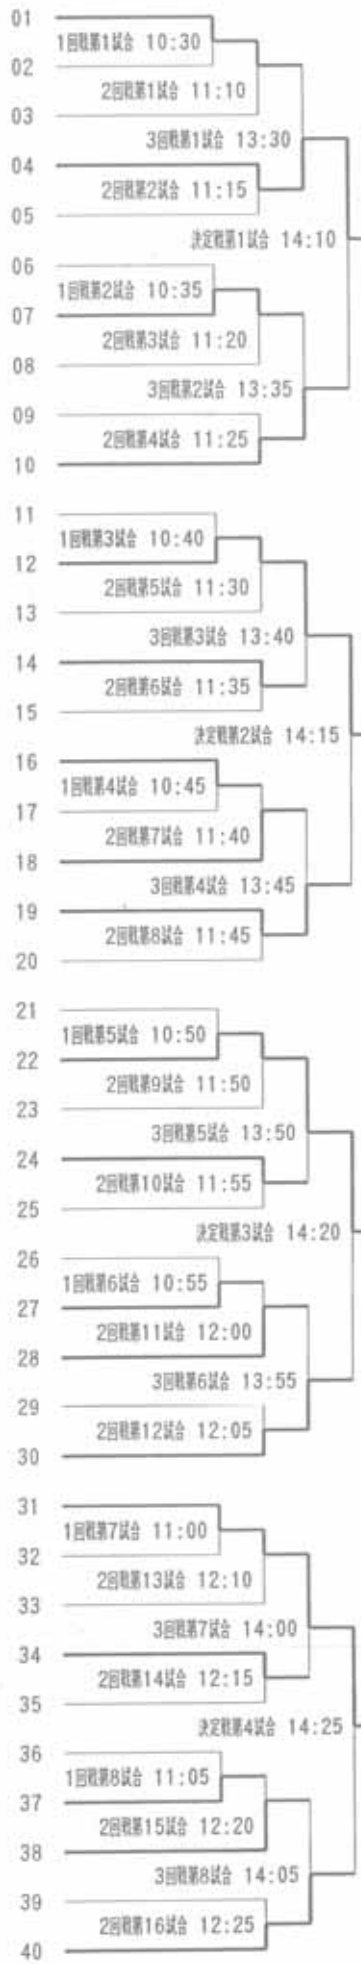 01
1回戦第1試合 10:30
02
2回戦第1試合 11:10
03
3回戦第1試合 13:30
04
2回戦第2試合 11:15
05
決定戦第1試合 14:10
06
1回戦第2試合 10:35
07
2回戦第3試合 11:20
08
3回戦第2試合 13:35
09
2回戦第4試合 11:25
10
11
1回戦第3試合 10:40
12
2回戦第5試合 11:30
13
3回戦第3試合 13:40
14
2回戦第6試合 11:35
15
決定戦第2試合 14:15
16
1回戦第4試合 10:45
17
2回戦第7試合 11:40
18
3回戦第4試合 13:45
19
2回戦第8試合 11:45
20
21
1回戦第5試合 10:50
22
2回戦第9試合 11:50
23
3回戦第5試合 13:50
24
2回戦第10試合 11:55
25
決定戦第3試合 14:20
26
1回戦第6試合 10:55
27
2回戦第11試合 12:00
28
3回戦第6試合 13:55
29
2回戦第12試合 12:05
30
31
1回戦第7試合 11:00
32
2回戦第13試合 12:10
33
3回戦第7試合 14:00
34
2回戦第14試合 12:15
35
決定戦第4試合 14:25
36
1回戦第8試合 11:05
37
2回戦第15試合 12:20
38
3回戦第8試合 14:05
39
2回戦第16試合 12:25
40